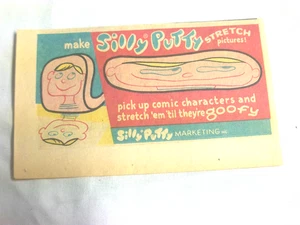 make Silly Putty STRETCH
pictures!
pick up comic characters and
stretch 'em 'til they're goofy
Silly Putty MARKETING